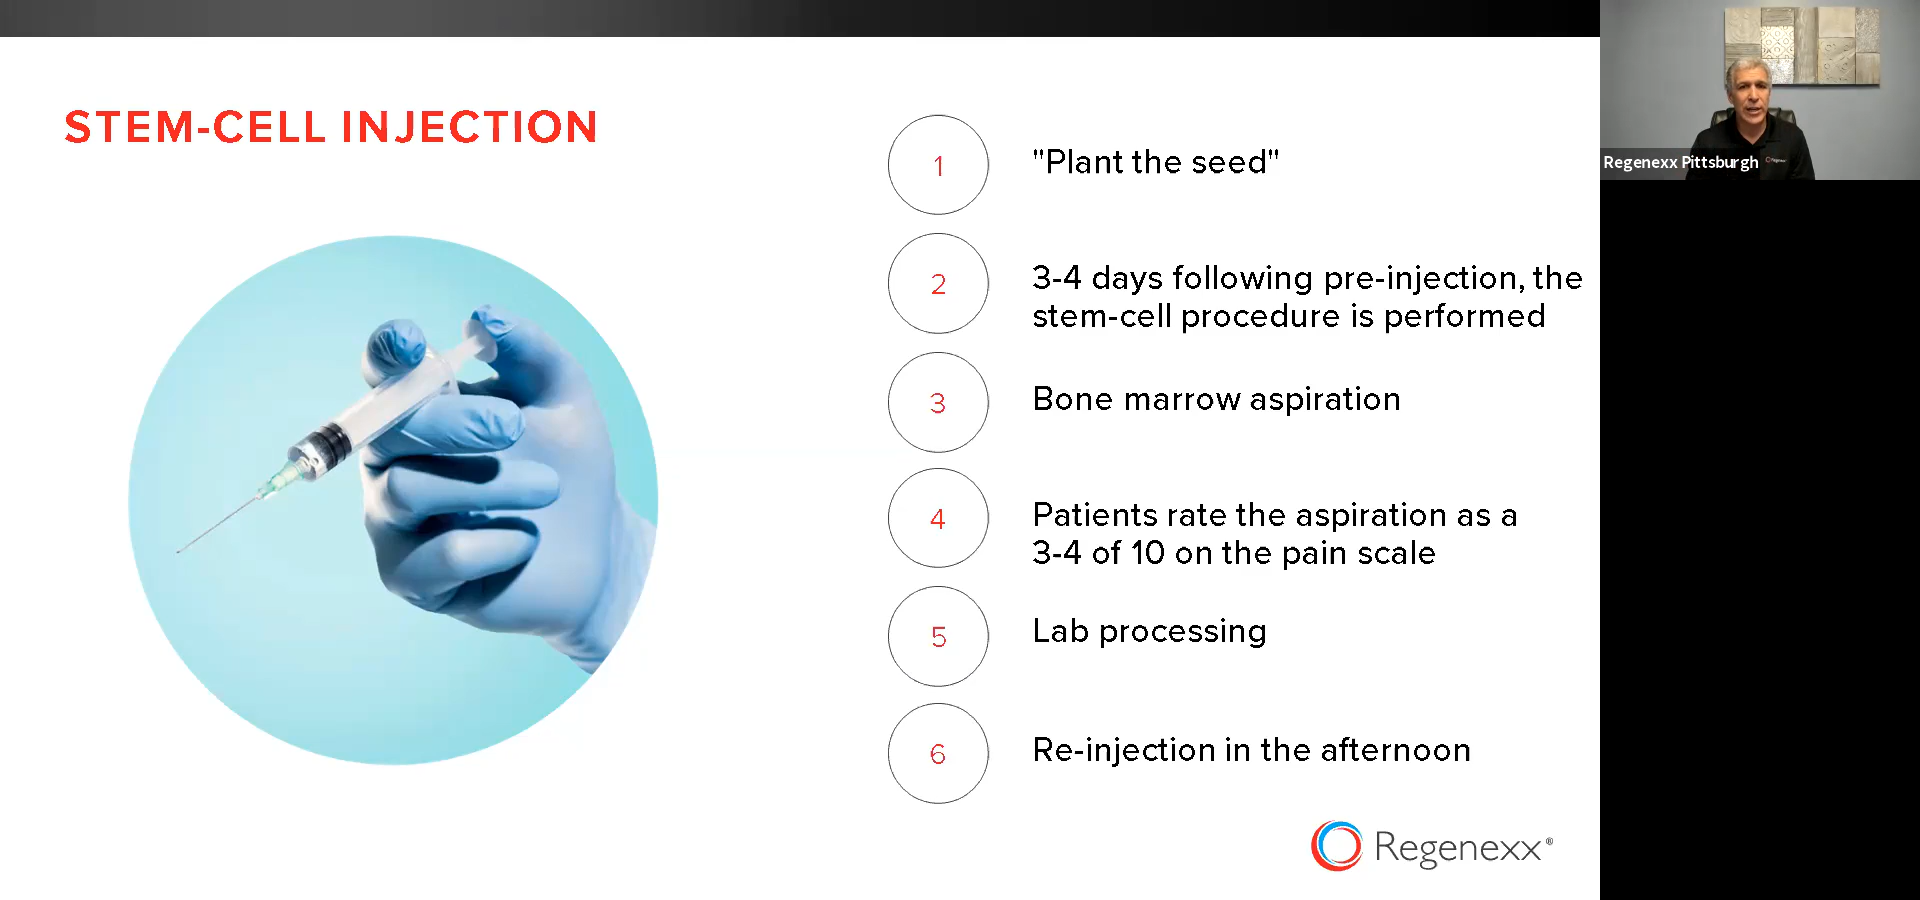 STEM-CELL INJECTION
1
"Plant the seed"
2
3-4 days following pre-injection, the
stem-cell procedure is performed
3
Bone marrow aspiration
4
Patients rate the aspiration as a
3-4 of 10 on the pain scale
5
Lab processing
6
Re-injection in the afternoon
Regenexx®
Regenexx Pittsburgh